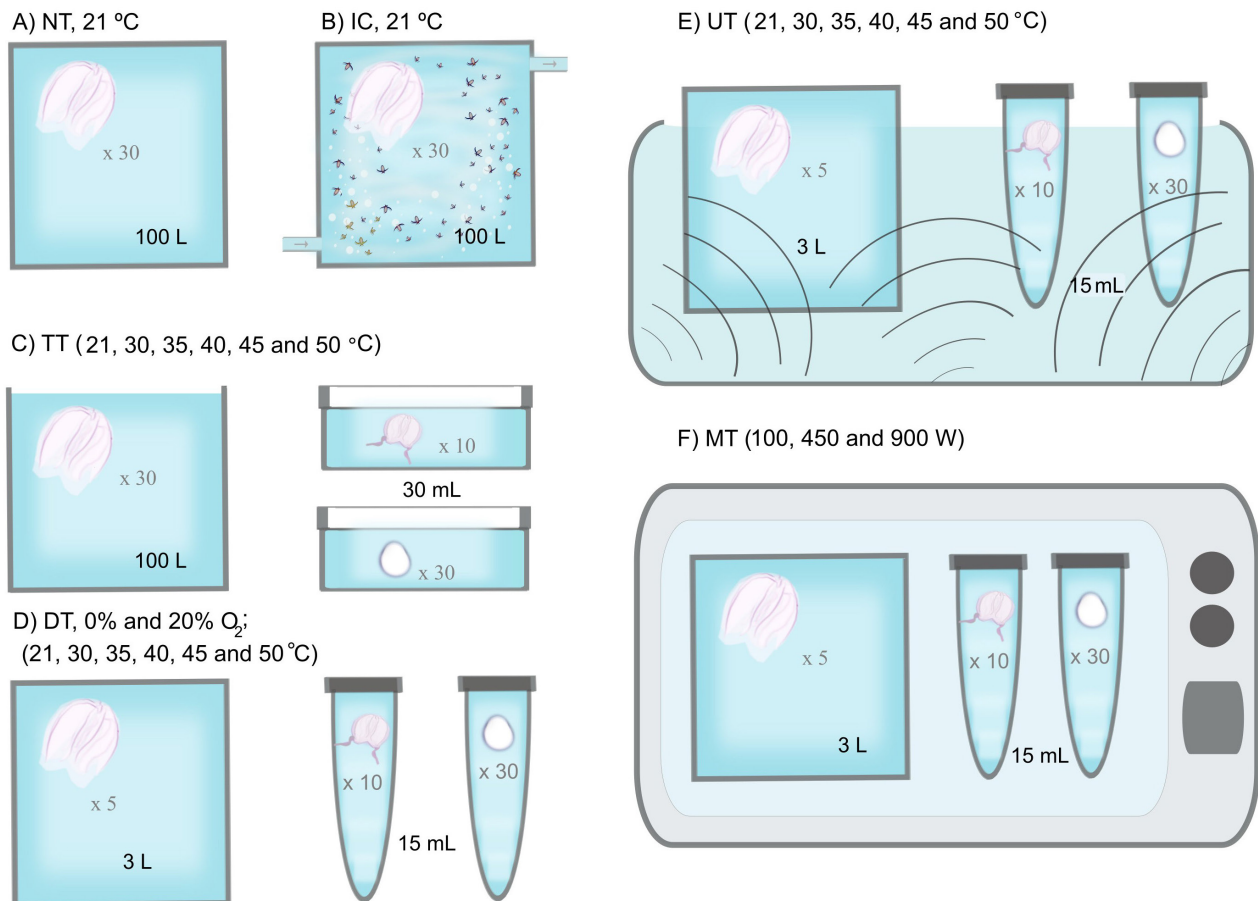 A) NT, 21 ºC
x 30
100 L
B) IC, 21 ºC
→
x 30
100 L
→
C) TT (21, 30, 35, 40, 45 and 50 °C)
x 30
100 L
x 10
30 mL
x 30
D) DT, 0% and 20% O₂;
(21, 30, 35, 40, 45 and 50°C)
x 5
3 L
x 10
x 30
15 mL
E) UT (21, 30, 35, 40, 45 and 50 °C)
x 5
3 L
x 10
x 30
15 mL
F) MT (100, 450 and 900 W)
x 5
3 L
x 10
x 30
15 mL